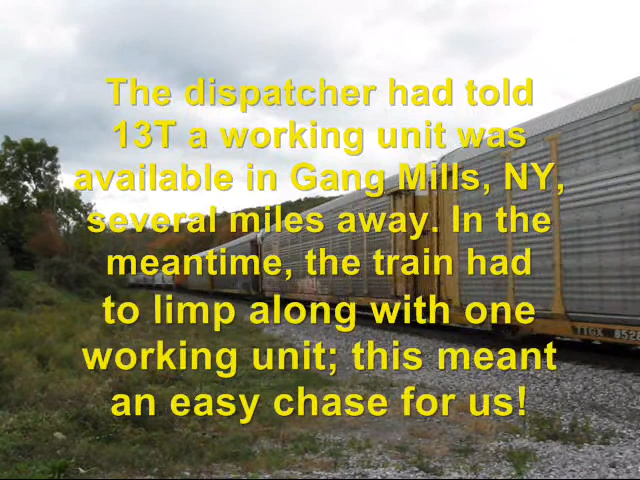 The dispatcher had told
13T a working unit was
available in Gang Mills, NY,
several miles away. In the
meantime, the train had
to limp along with one
working unit; this meant
an easy chase for us!
TTGX